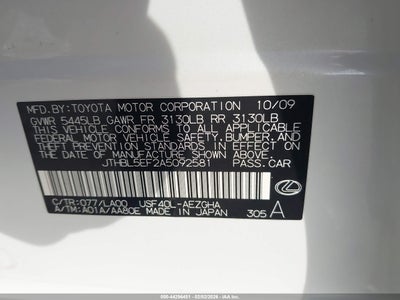 MFD.BY:TOYOTA MOTOR CORPORATION 10/09
GVWR 5445LB GAWR FR 3130LB RR 3130LB
THIS VEHICLE CONFORMS TO ALL APPLICABLE
FEDERAL MOTOR VEHICLE SAFETY,BUMPER,AND
THEFT PREVENTION STANDARDS IN EFFECT ON
THE DATE OF MANUFACTURE SHOWN ABOVE.
JTHBL5EF2A5092581 PASS.CAR
C/TR:077/LA00 USF40L-AEZGHA
A/TM:A01A/AA80E MADE IN JAPAN 305 A